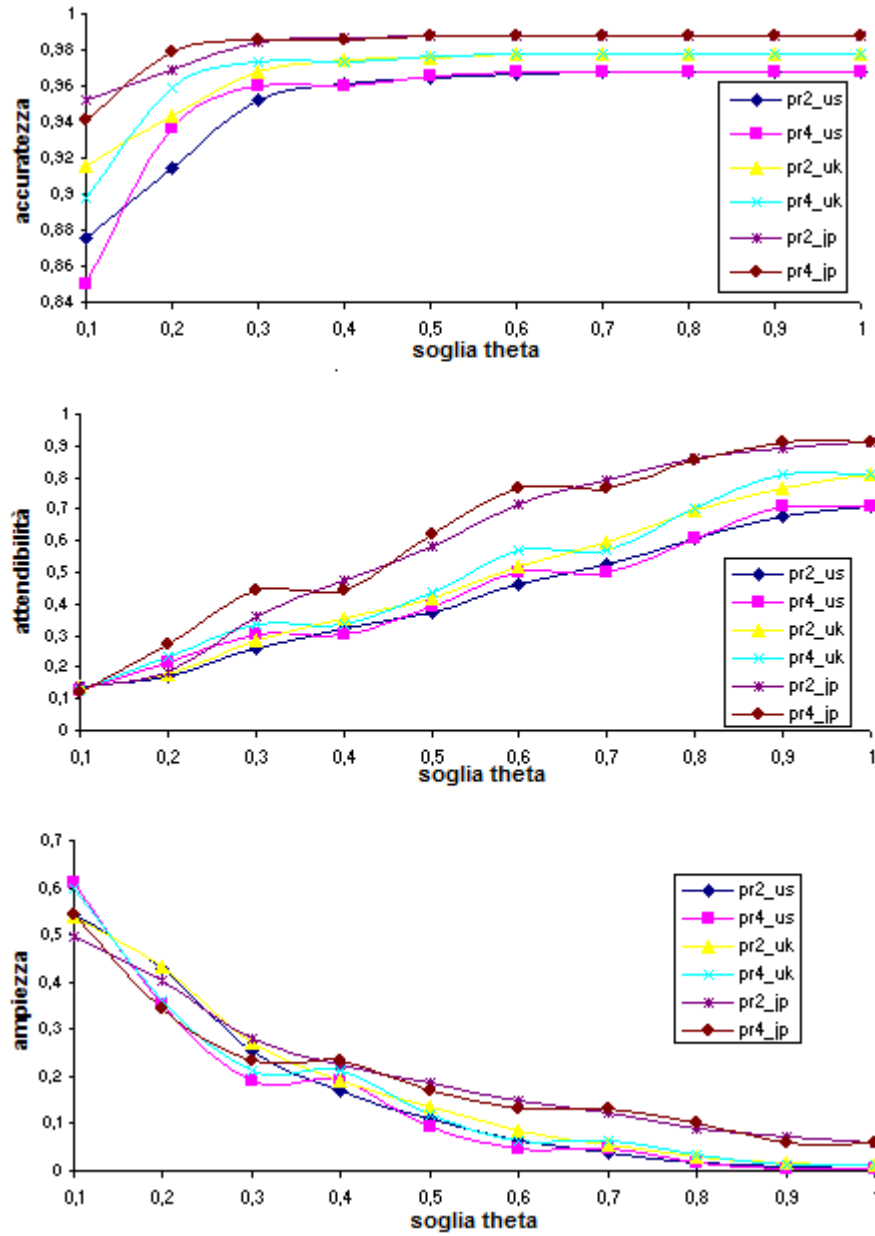 1
0,98
0,96
0,94
0,92
0,9
0,88
0,86
0,84
accuratezza
0,1 0,2 0,3 0,4 0,5 0,6 0,7 0,8 0,9 1
soglia theta
pr2_us
pr4_us
pr2_uk
pr4_uk
pr2_jp
pr4_jp
1
0,9
0,8
0,7
0,6
0,5
0,4
0,3
0,2
0,1
0
attendibilità
0,1 0,2 0,3 0,4 0,5 0,6 0,7 0,8 0,9 1
soglia theta
pr2_us
pr4_us
pr2_uk
pr4_uk
pr2_jp
pr4_jp
0,7
0,6
0,5
0,4
0,3
0,2
0,1
0
ampiezza
0,1 0,2 0,3 0,4 0,5 0,6 0,7 0,8 0,9 1
soglia theta
pr2_us
pr4_us
pr2_uk
pr4_uk
pr2_jp
pr4_jp